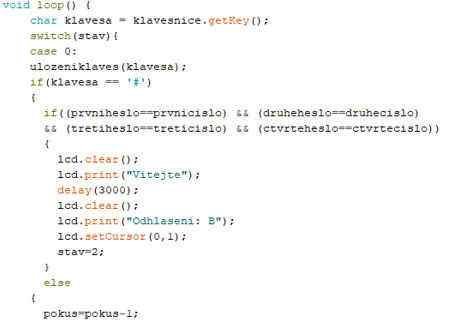 void loop() {
char klavesa = klavesnice.getKey();
switch(stav){
case 0:
ulozeniklaves(klavesa);
if(klavesa == '#')
{
if((prvniheslo==prvnicislo) && (druheheslo==druhecislo)
&& (tretiheslo==treticislo) && (ctvrteheslo==ctvrtecislo))
{
lcd.clear();
lcd.print("Vitejte");
delay(3000);
lcd.clear();
lcd.print("Odhlaseni: B");
lcd.setCursor(0,1);
stav=2;
}
else
{
pokus=pokus-1;